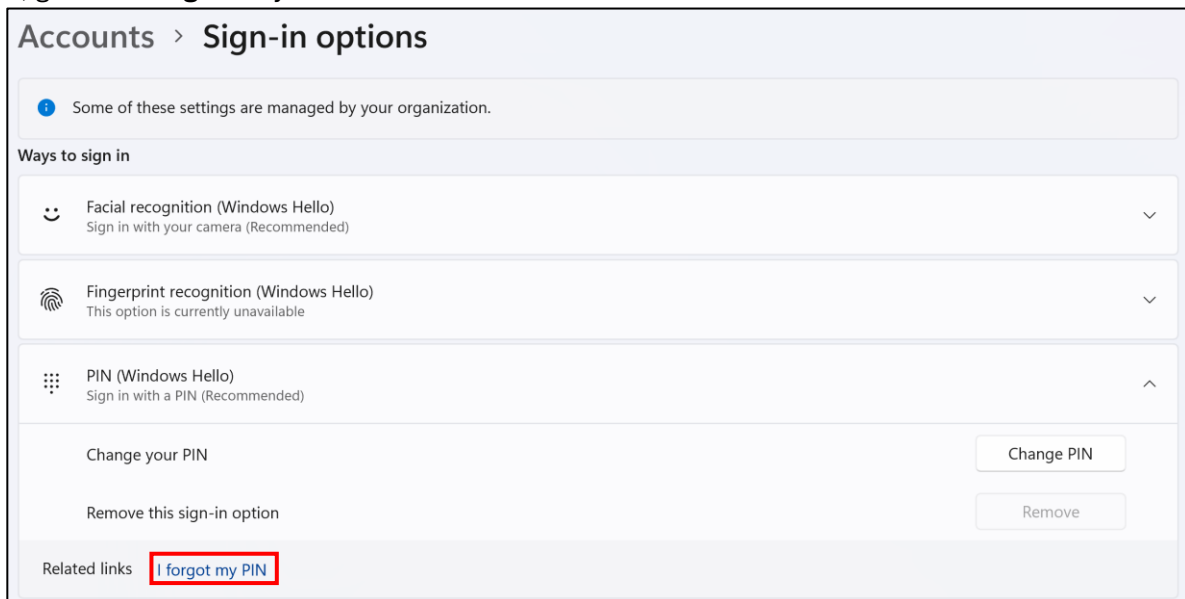 Accounts > Sign-in options
Some of these settings are managed by your organization.
Ways to sign in
Facial recognition (Windows Hello)
Sign in with your camera (Recommended)
Fingerprint recognition (Windows Hello)
This option is currently unavailable
PIN (Windows Hello)
Sign in with a PIN (Recommended)
Change your PIN Change PIN
Remove this sign-in option Remove
Related links I forgot my PIN